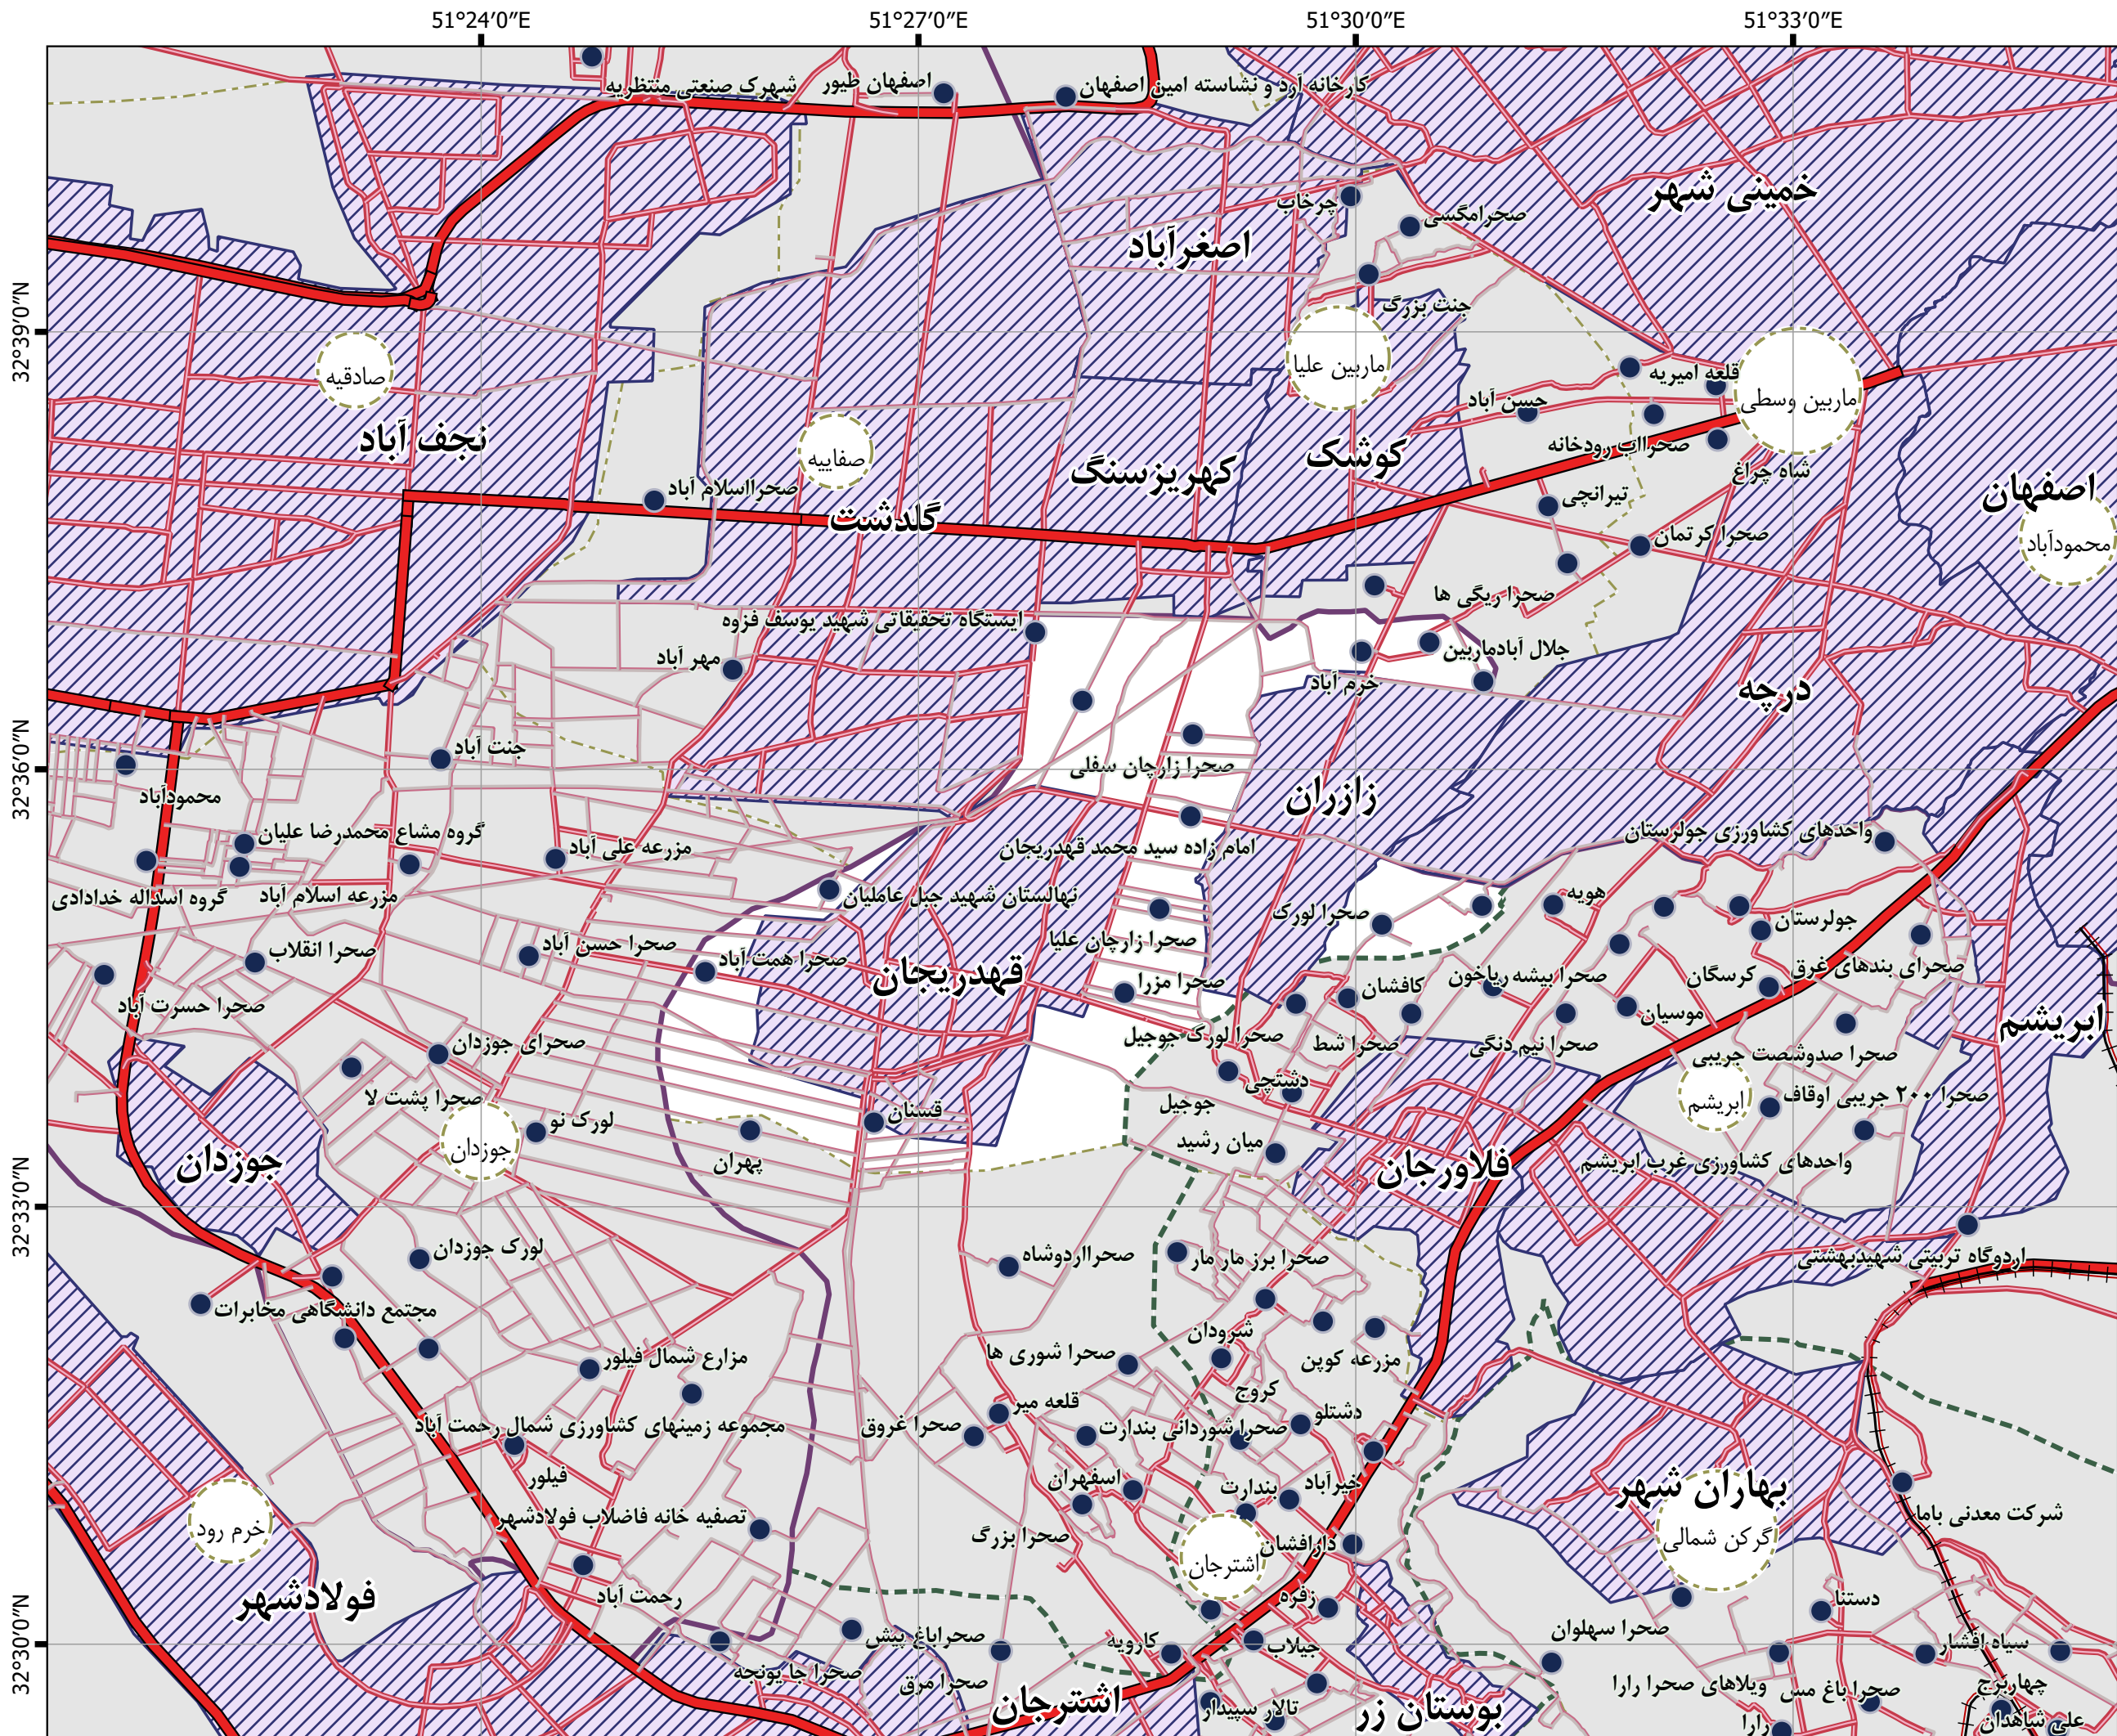 51°24′0″E
51°27′0″E
51°30′0″E
51°33′0″E
شهرک صنعتی منتظریه
اصفهان طیور
کارخانه آرد و نشاسته امین اصفهان
خمینی شهر
چرخاب
صحرامگسی
اصغرآباد
جنت بزرگ
32°39′0″N
صادقیه
ماربین علیا
قلعه امیریه
ماربین وسطی
حسن آباد
نجف آباد
صفاییه
کهریزسنگ
کوشک
صحرااب رودخانه
شاه چراغ
صحرااسلام آباد
گلدشت
تیرانچی
اصفهان
صحرا کرتمان
محمودآباد
صحرا ریگی ها
ایستگاه تحقیقاتی شهید یوسف فزوه
مهر آباد
جلال آبادماربین
خرم آباد
درچه
جنت آباد
32°36′0″N
صحرا زارچان سفلی
زازران
محمودآباد
گروه مشاع محمدرضا علیان
مزرعه علی آباد
امام زاده سید محمد قهدریجان
واحدهای کشاورزی جولرستان
گروه اسداله خدادادی
مزرعه اسلام آباد
نهالستان شهید جبل عاملیان
هویه
صحرا لورک
جولرستان
صحرا انقلاب
صحرا حسن آباد
صحرا همت آباد
صحرا زارچان علیا
قهدریجان
صحرا مزرا
کافشان
صحرا بیشه ریاخون
کرسگان
صحرای بندهای غرق
صحرا حسرت آباد
موسیان
ابریشم
صحرای جوزدان
صحرا لورک جوجیل
صحرا شط
صحرا نیم دنگی
صحرا صدوشصت جریبی
صحرا پشت لا
دشتچی
جوجیل
ابریشم
صحرا ۲۰۰ جریبی اوقاف
لورک نو
قسنان
جوزدان
میان رشید
جوزدان
پهران
فلاورجان
واحدهای کشاورزی غرب ابریشم
32°33′0″N
لورک جوزدان
صحرااردوشاه
صحرا برز مار مار
اردوگاه تربیتی شهیدبهشتی
مجتمع دانشگاهی مخابرات
شرودان
صحرا شوری ها
مزرعه کوپن
مزارع شمال فیلور
کروج
قلعه میر
دشتلو
مجموعه زمینهای کشاورزی شمال رحمت آباد
صحرا غروق
صحرا شوردانی بندارت
فیلور
اسفهران
بندارت
خیرآباد
بهاران شهر
شرکت معدنی باما
تصفیه خانه فاضلاب فولادشهر
خرم رود
صحرا بزرگ
دارافشان
گرکن شمالی
اشترجان
فولادشهر
رحمت آباد
زفره
دستنا
صحرا سهلوان
32°30′0″N
صحراباغ پیش
کارویه
جیلاب
سیاه افشار
صحرا جا یونجه
صحرا مرق
ویلاهای صحرا رارا
صحرا باغ مس
چهاربرج
اشترجان
تالار سپیدار
بوستان زر
رارا
علی شاهدان